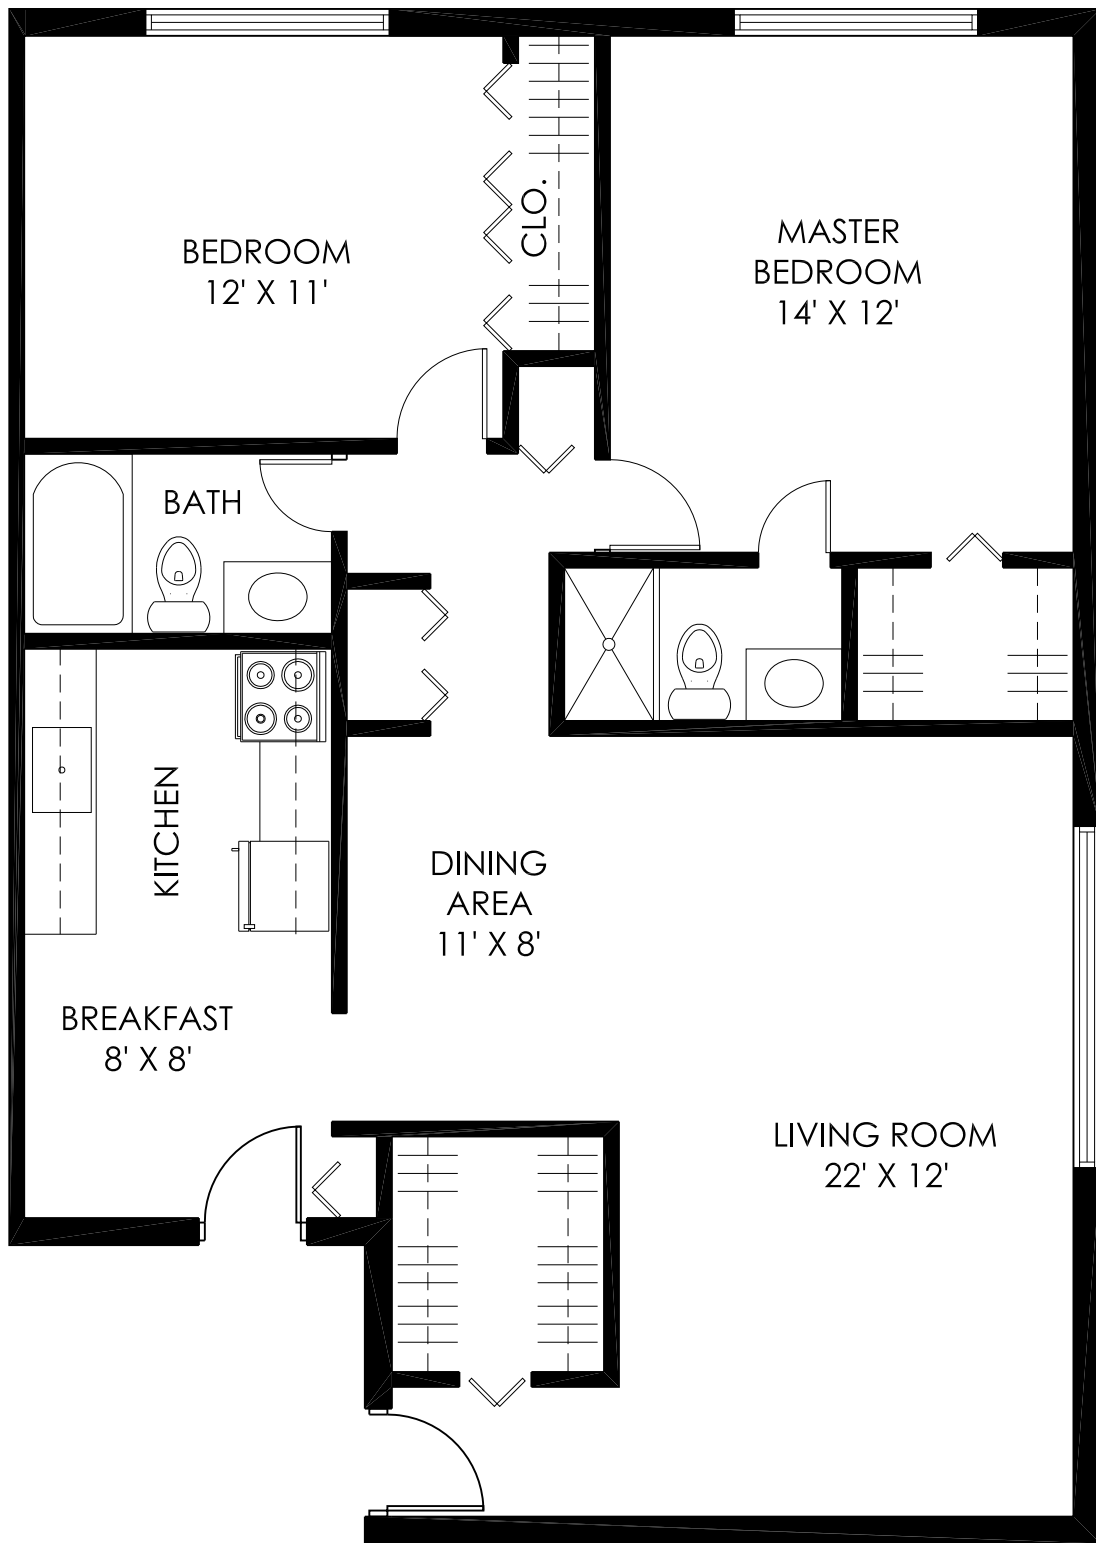 BEDROOM
12' X 11'
CLO.
MASTER
BEDROOM
14' X 12'
BATH
KITCHEN
DINING
AREA
11' X 8'
BREAKFAST
8' X 8'
LIVING ROOM
22' X 12'